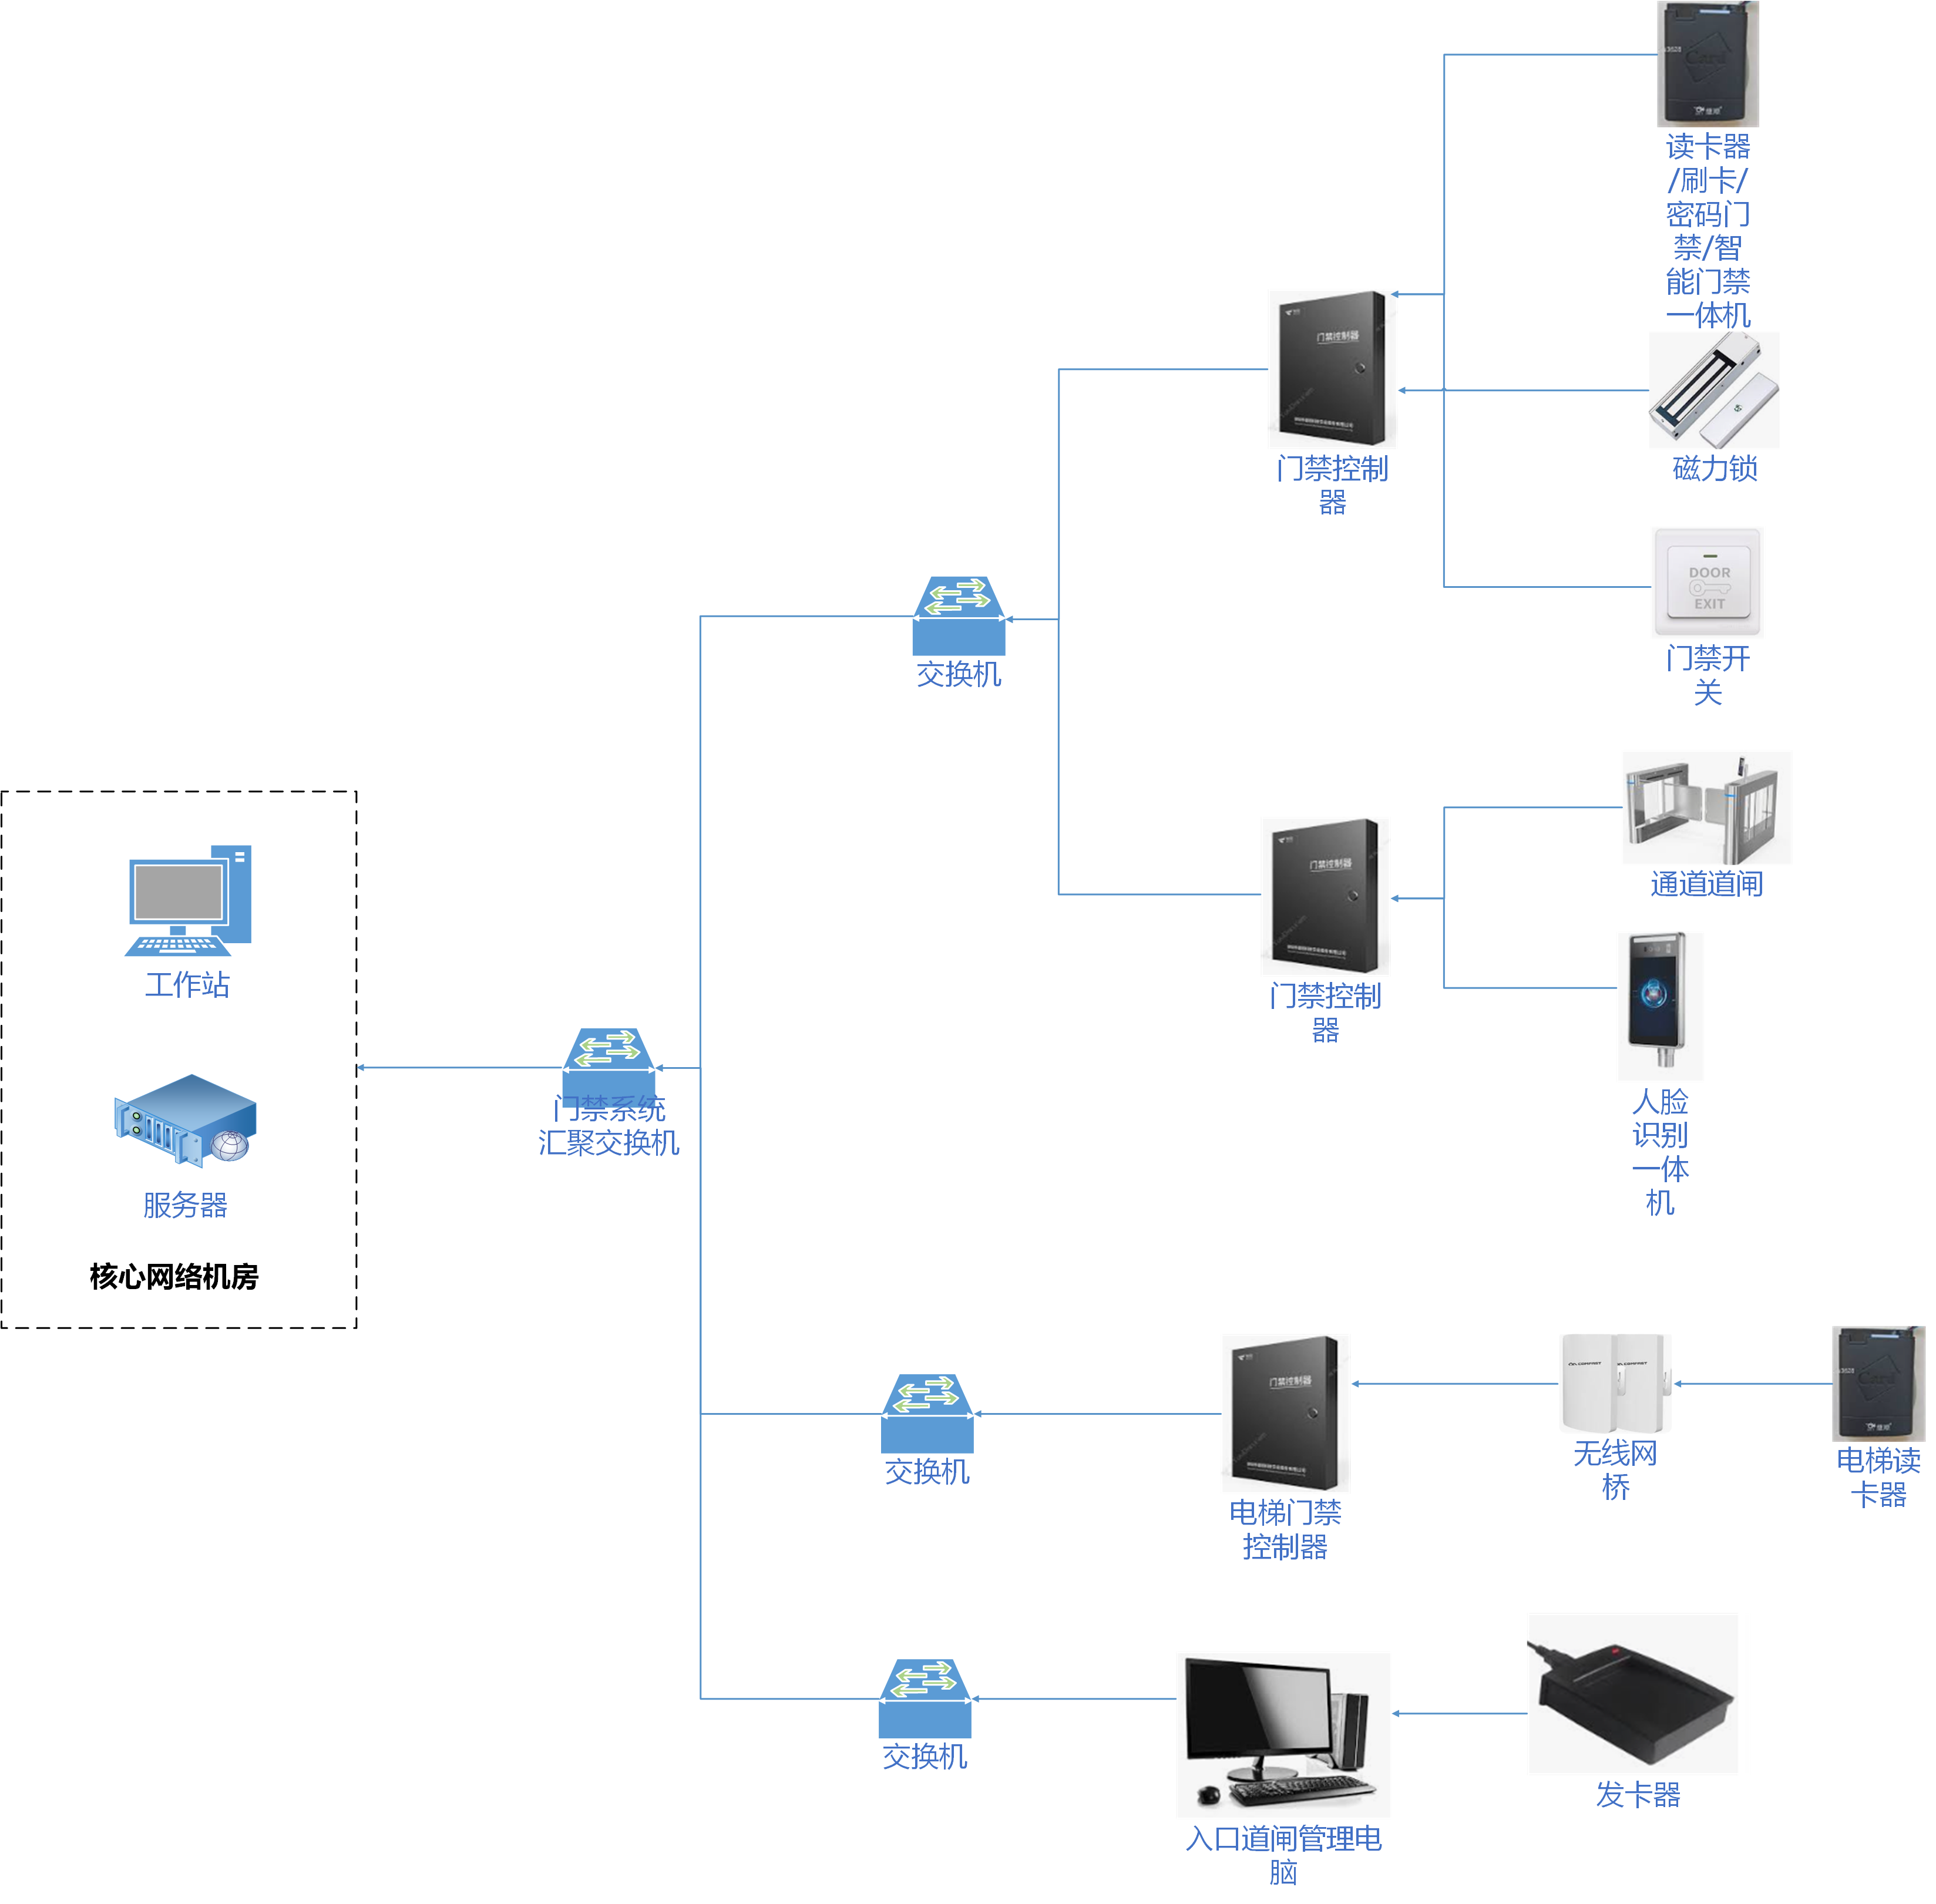 Card
读卡器
/刷卡/
密码门
禁/智
能门禁
一体机
门禁控制器
门禁控制
器
磁力锁
DOOR
EXIT
门禁开
关
交换机
通道道闸
门禁控制器
门禁控制
器
人脸
识别
一体
机
工作站
服务器
核心网络机房
门禁系统
汇聚交换机
交换机
门禁控制器
电梯门禁
控制器
COMFAST
COMFAST
无线网
桥
Card
电梯读
卡器
交换机
入口道闸管理电
脑
发卡器